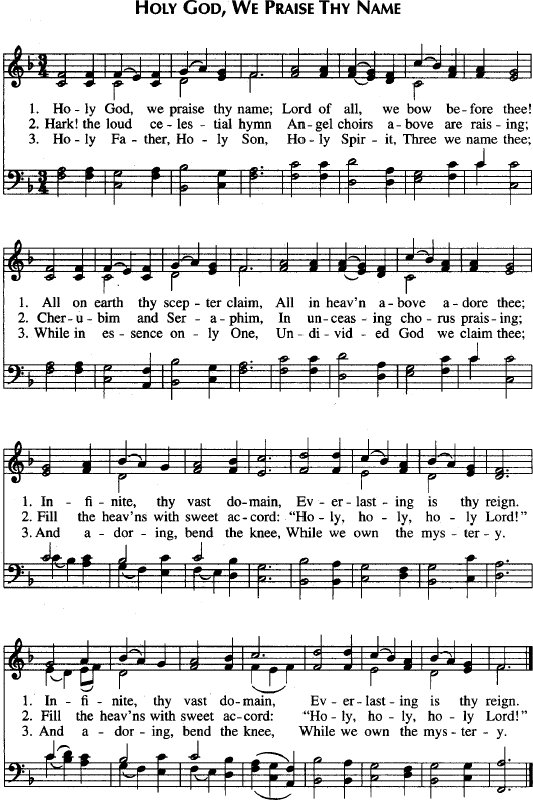 HOLY GOD, WE PRAISE THY NAME
1. Ho - ly God, we praise thy name; Lord of all, we bow be - fore thee!
2. Hark! the loud ce - les - tial hymn An - gel choirs a - bove are rais - ing;
3. Ho - ly Fa - ther, Ho - ly Son, Ho - ly Spir - it, Three we name thee;
1. All on earth thy scep - ter claim, All in heav'n a - bove a - dore thee;
2. Cher - u - bim and Ser - a - phim, In un - ceas - ing cho - rus prais - ing;
3. While in es - sence on - ly One, Un - di - vid - ed God we claim thee;
1. In - fi - nite, thy vast do - main, Ev - er - last - ing is thy reign.
2. Fill the heav'ns with sweet ac - cord: "Ho - ly, ho - ly, ho - ly Lord!"
3. And a - dor - ing, bend the knee, While we own the mys - ter - y.
1. In - fi - nite, thy vast do - main, Ev - er - last - ing is thy reign.
2. Fill the heav'ns with sweet ac - cord: "Ho - ly, ho - ly, ho - ly Lord!"
3. And a - dor - ing, bend the knee, While we own the mys - ter - y.